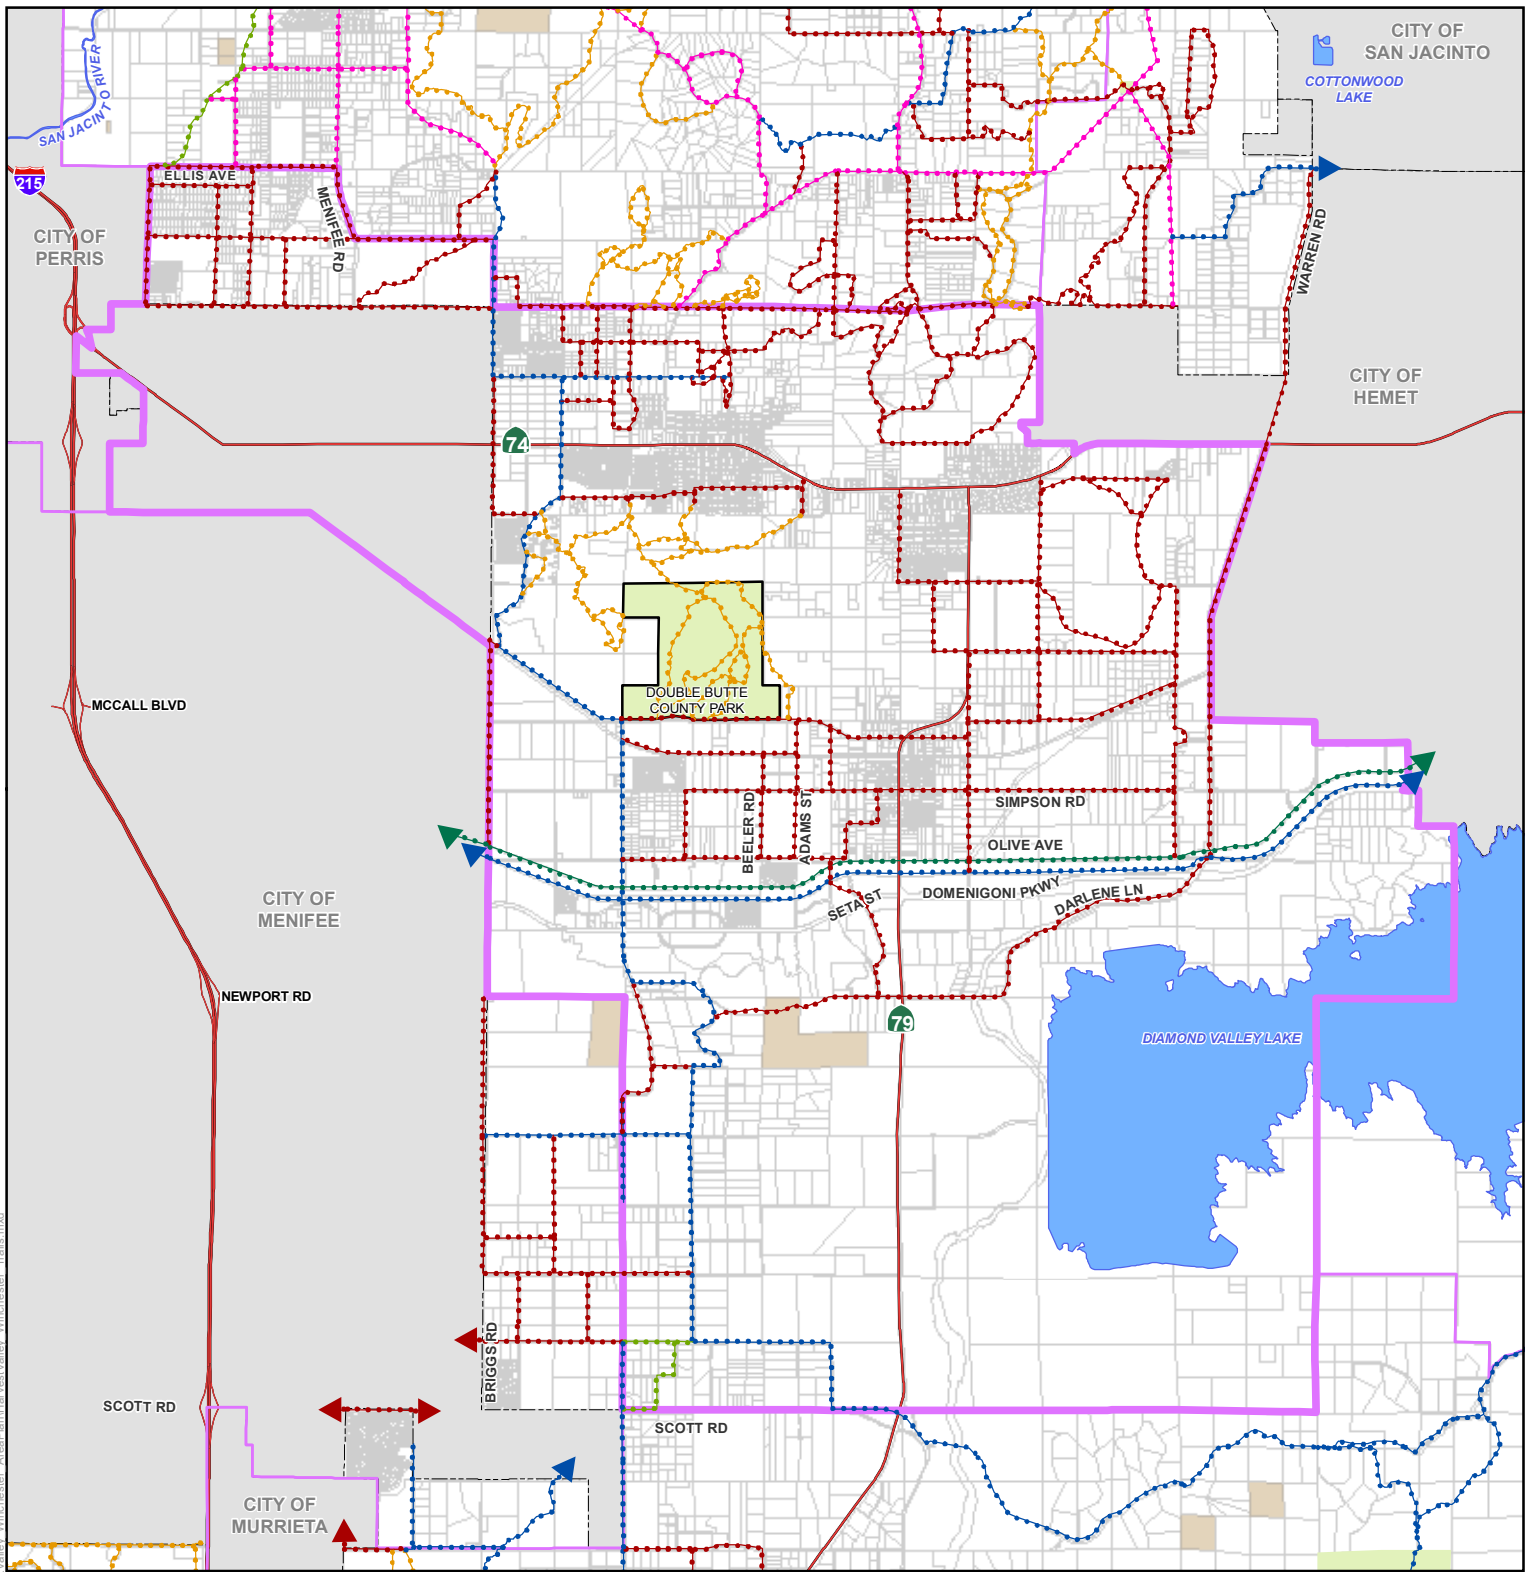 CITY OF
SAN JACINTO
COTTONWOOD
LAKE
SAN JACINTO RIVER
ELLIS AVE
215
MENIFEE RD
CITY OF
PERRIS
WARREN RD
CITY OF
HEMET
74
DOUBLE BUTTE
COUNTY PARK
MCCALL BLVD
SIMPSON RD
BEELER RD
ADAMS ST
OLIVE AVE
DOMENIGONI PKWY
DARLENE LN
SETA ST
CITY OF
MENIFEE
NEWPORT RD
79
DIAMOND VALLEY LAKE
BRIGGS RD
SCOTT RD
SCOTT RD
CITY OF
MURRIETA